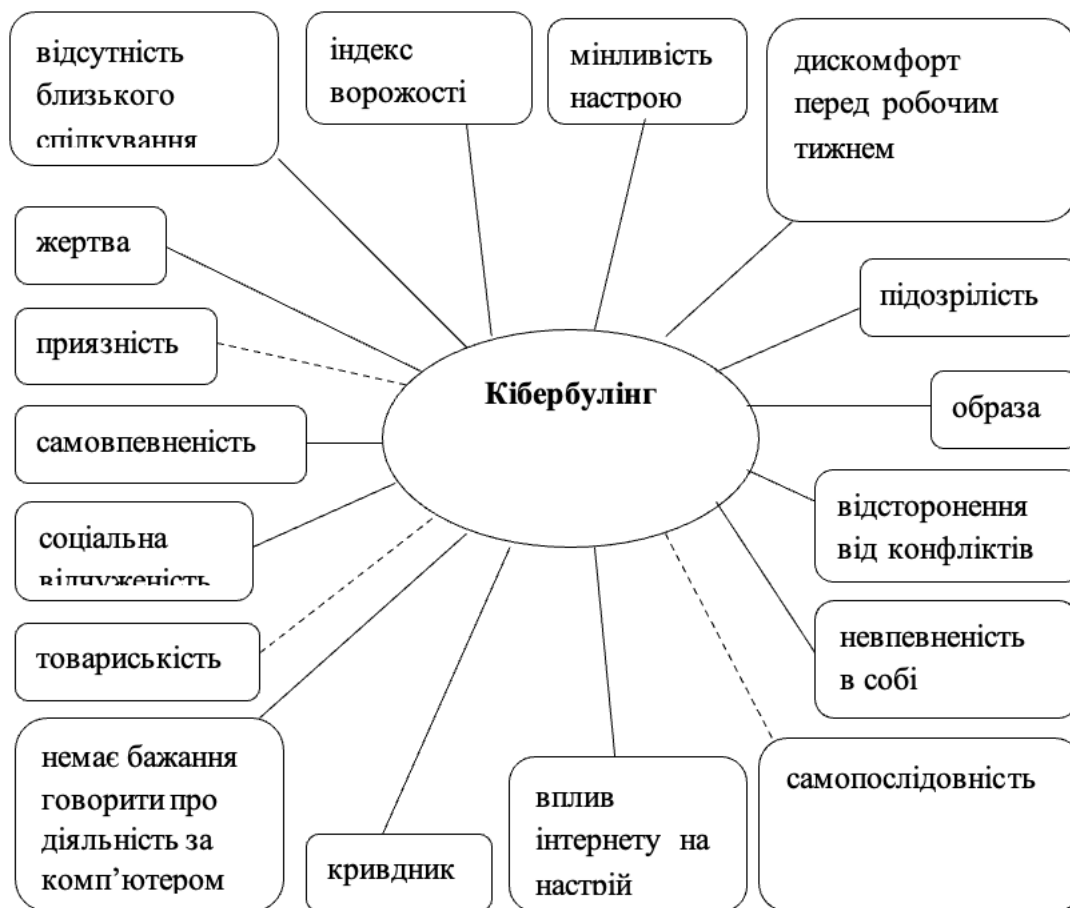 відсутність
близького
спілкування
індекс
ворожості
мінливість
настрою
дискомфорт
перед робочим
тижнем
жертва
підозрілість
приязність
Кібербулінг
образа
самовпевненість
відсторонення
від конфліктів
соціальна
відчуженість
невпевненість
в собі
товариськість
немає бажання
говорити про
діяльність за
комп’ютером
кривдник
вплив
інтернету на
настрій
самопослідовність